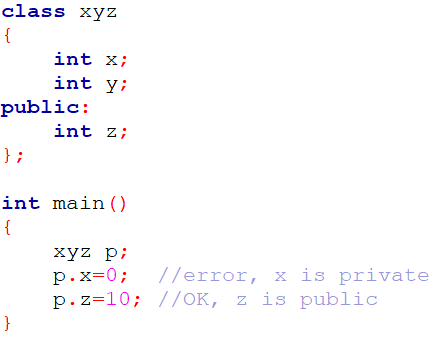 class xyz
{
    int x;
    int y;
public:
    int z;
};

int main()
{
    xyz p;
    p.x=0;  //error, x is private
    p.z=10; //OK, z is public
}